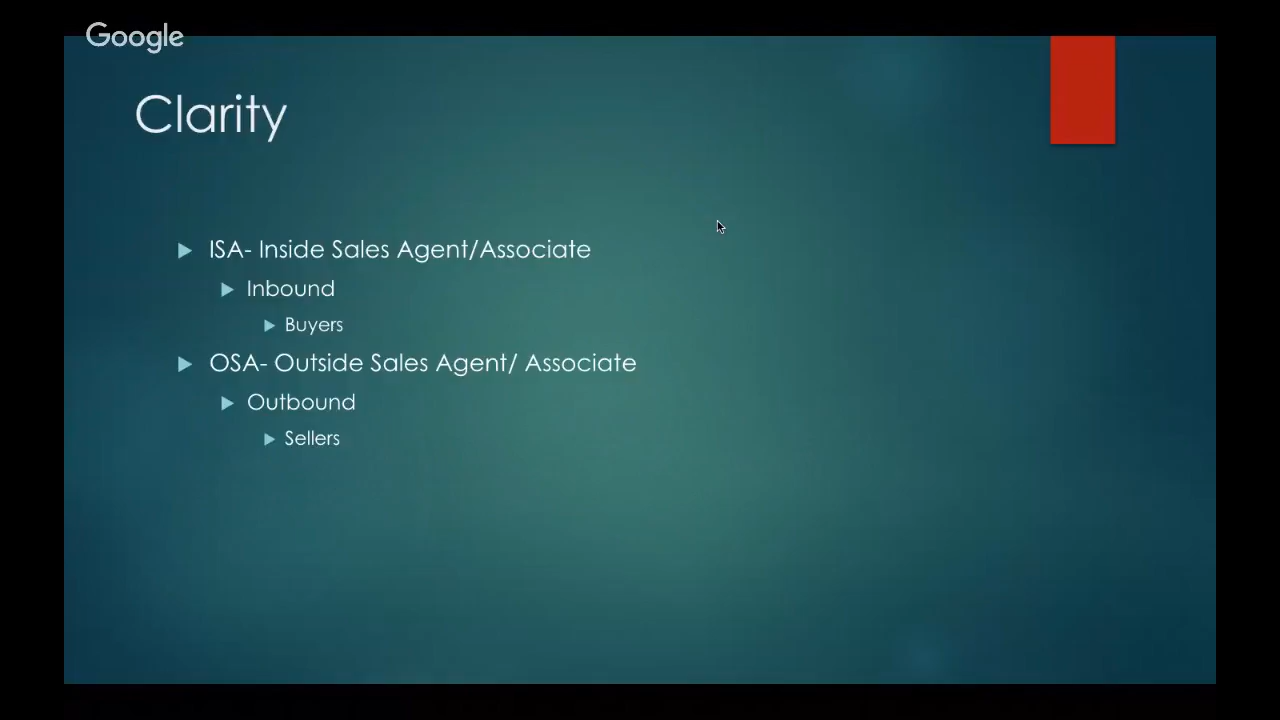 Google
Clarity
ISA- Inside Sales Agent/Associate
Inbound
Buyers
OSA- Outside Sales Agent/ Associate
Outbound
Sellers